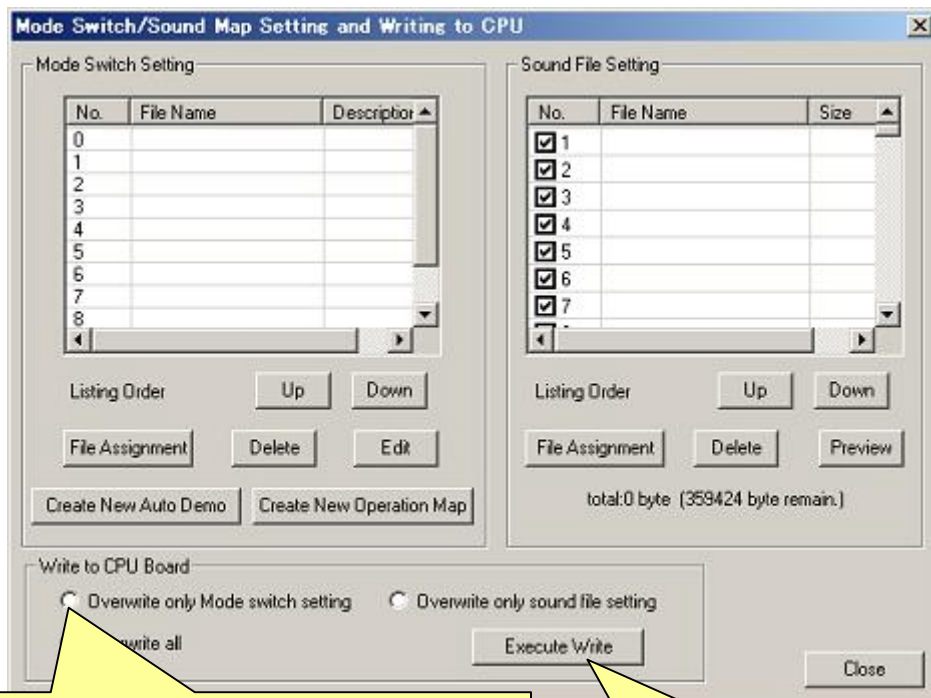 Mode Switch/Sound Map Setting and Writing to CPU
Mode Switch Setting
No. File Name Description
0
1
2
3
4
5
6
7
8
Listing Order Up Down
File Assignment Delete Edit
Create New Auto Demo Create New Operation Map
Sound File Setting
No. File Name Size
1
2
3
4
5
6
7
Listing Order Up Down
File Assignment Delete Preview
total:0 byte (359424 byte remain.)
Write to CPU Board
Overwrite only Mode switch setting Overwrite only sound file setting
write all Execute Write
Close